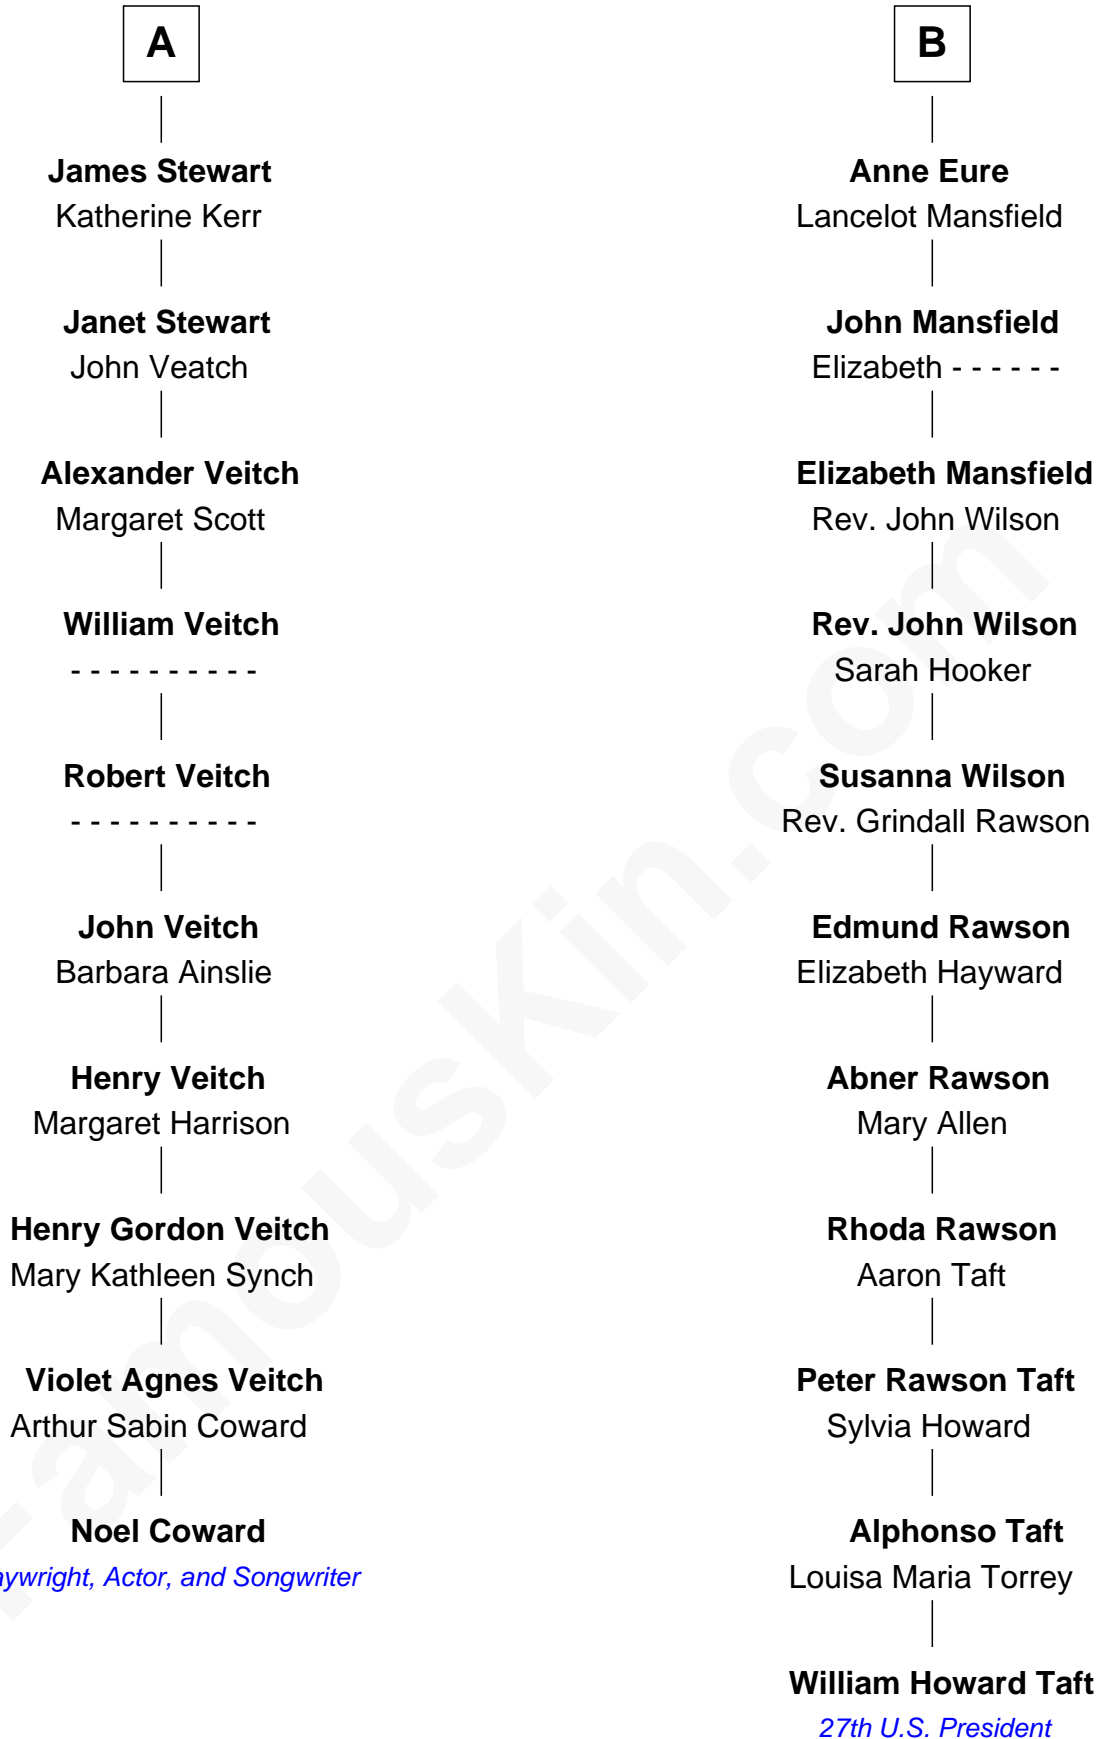 A
James Stewart
Katherine Kerr
Janet Stewart
John Veatch
Alexander Veitch
Margaret Scott
William Veitch
- - - - - - - - - -
Robert Veitch
- - - - - - - - - -
John Veitch
Barbara Ainslie
Henry Veitch
Margaret Harrison
Henry Gordon Veitch
Mary Kathleen Synch
Violet Agnes Veitch
Arthur Sabin Coward
Noel Coward
aywright, Actor, and Songwriter
B
Anne Eure
Lancelot Mansfield
John Mansfield
Elizabeth - - - - - -
Elizabeth Mansfield
Rev. John Wilson
Rev. John Wilson
Sarah Hooker
Susanna Wilson
Rev. Grindall Rawson
Edmund Rawson
Elizabeth Hayward
Abner Rawson
Mary Allen
Rhoda Rawson
Aaron Taft
Peter Rawson Taft
Sylvia Howard
Alphonso Taft
Louisa Maria Torrey
William Howard Taft
27th U.S. President
FamousKin.com